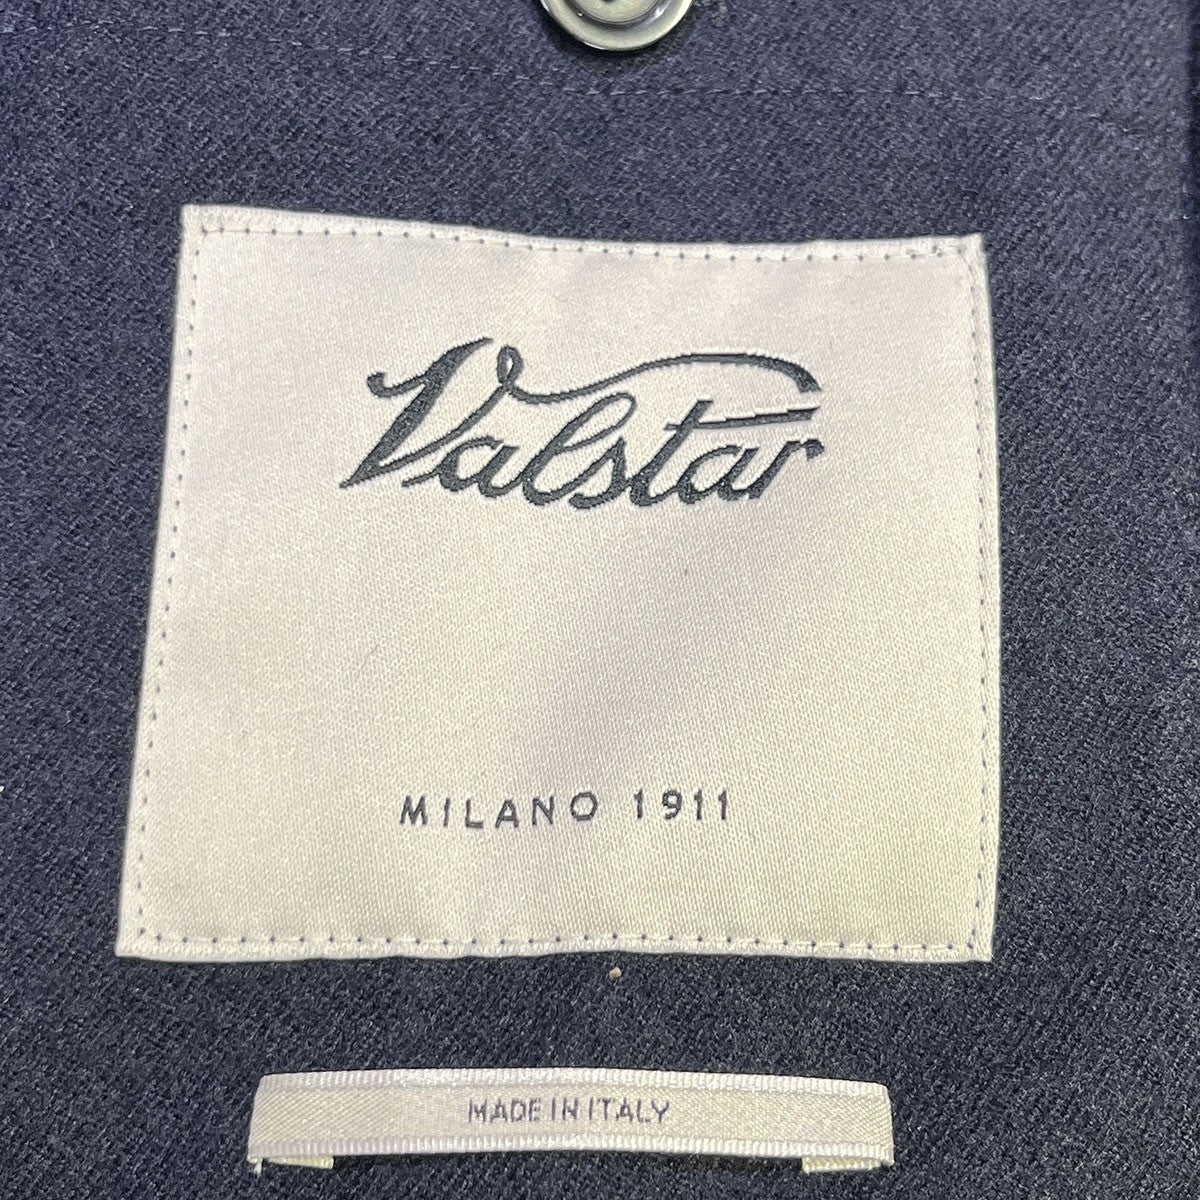 Valstar
MILANO 1911
MADE IN ITALY